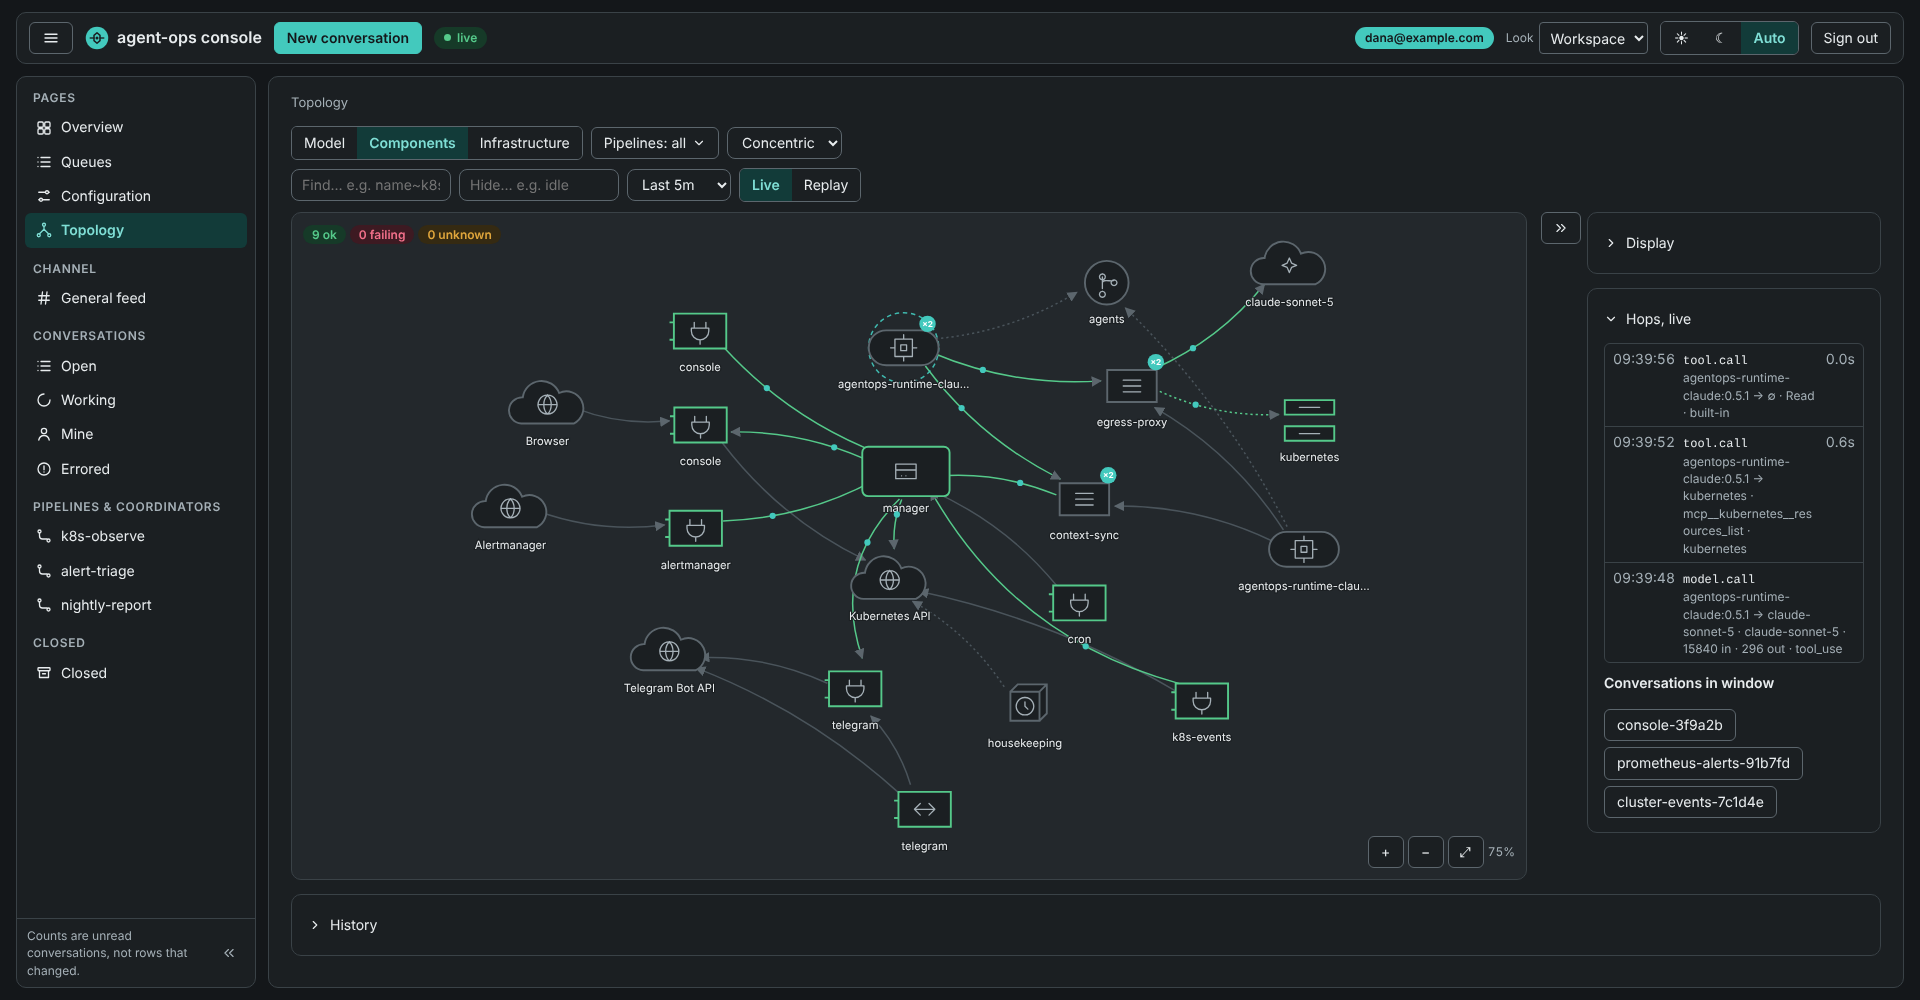 agent-ops console
New conversation
live
dana@example.com
Look
Workspace
Auto
Sign out
PAGES
Overview
Queues
Configuration
Topology
CHANNEL
General feed
CONVERSATIONS
Open
Working
Mine
Errored
PIPELINES & COORDINATORS
k8s-observe
alert-triage
nightly-report
CLOSED
Closed
Counts are unread
conversations, not rows that
changed.
Topology
Model
Components
Infrastructure
Pipelines: all
Concentric
Find... e.g. name~k8s
Hide... e.g. idle
Last 5m
Live
Replay
9 ok
0 failing
0 unknown
claude-sonnet-5
agents
×2
console
agentops-runtime-clau...
×2
egress-proxy
Browser
console
kubernetes
×2
manager
context-sync
Alertmanager
alertmanager
agentops-runtime-clau...
Kubernetes API
cron
Telegram Bot API
telegram
housekeeping
k8s-events
telegram
+
−
75%
Display
Hops, live
09:39:56 tool.call 0.0s
agentops-runtime-
claude:0.5.1 → ∅ · Read
· built-in
09:39:52 tool.call 0.6s
agentops-runtime-
claude:0.5.1 →
kubernetes ·
mcp__kubernetes__res
ources_list ·
kubernetes
09:39:48 model.call
agentops-runtime-
claude:0.5.1 → claude-
sonnet-5 · claude-sonnet-5 ·
15840 in · 296 out · tool_use
Conversations in window
console-3f9a2b
prometheus-alerts-91b7fd
cluster-events-7c1d4e
History